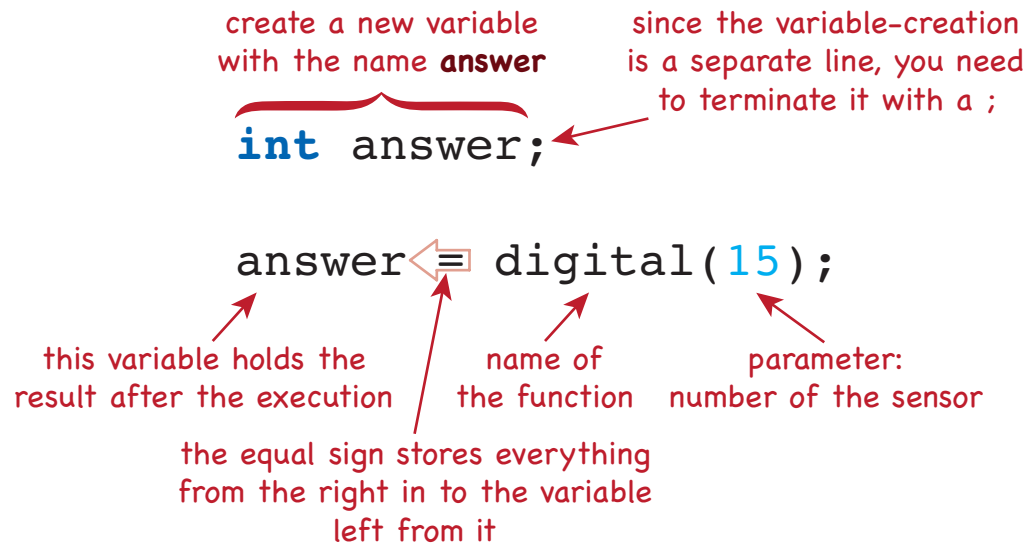 create a new variable
with the name answer
since the variable-creation
is a separate line, you need
to terminate it with a ;
int answer;
answer = digital(15);
this variable holds the
result after the execution
name of
the function
parameter:
number of the sensor
the equal sign stores everything
from the right in to the variable
left from it